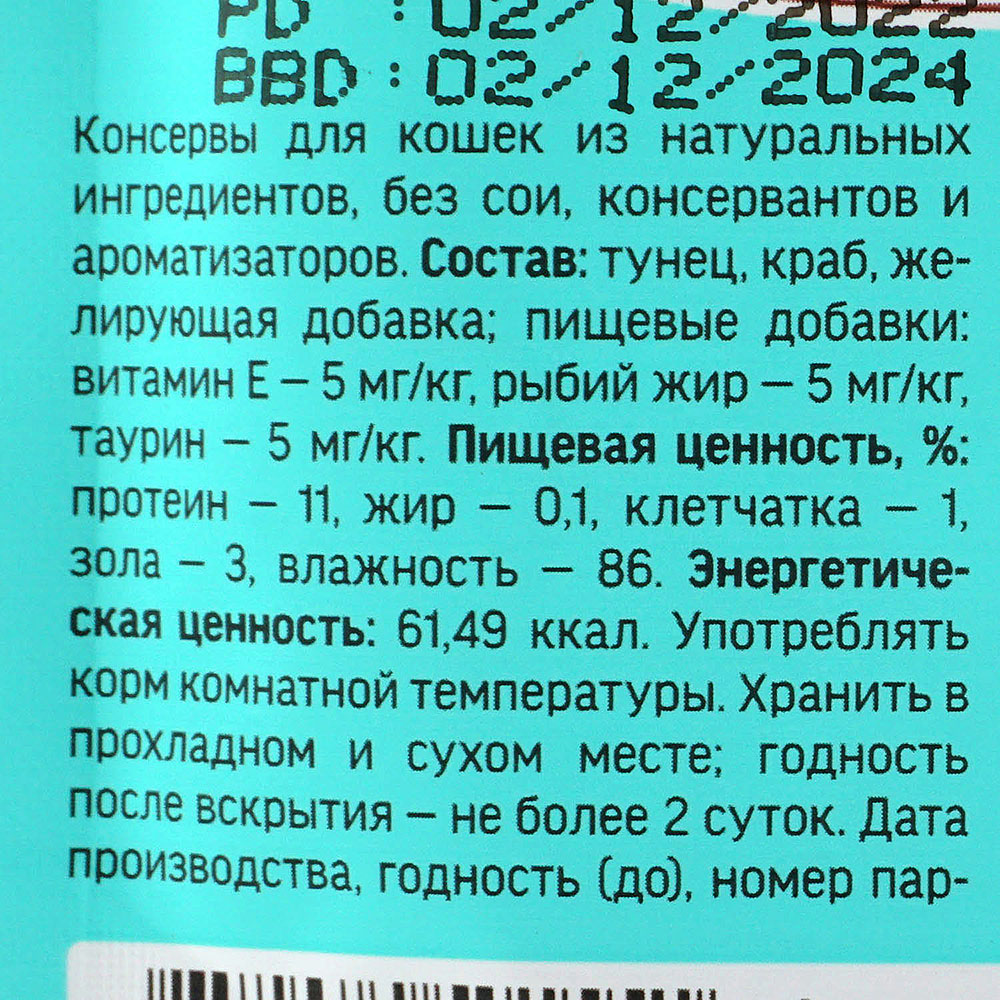 PD : 02/12/2022
BBD : 02/12/2024
Консервы для кошек из натуральных
ингредиентов, без сои, консервантов и
ароматизаторов. Состав: тунец, краб, же-
лирующая добавка; пищевые добавки:
витамин Е – 5 мг/кг, рыбий жир – 5 мг/кг,
таурин – 5 мг/кг. Пищевая ценность, %:
протеин – 11, жир – 0,1, клетчатка – 1,
зола – 3, влажность – 86. Энергетиче-
ская ценность: 61,49 ккал. Употреблять
корм комнатной температуры. Хранить в
прохладном и сухом месте; годность
после вскрытия – не более 2 суток. Дата
производства, годность (до), номер пар-